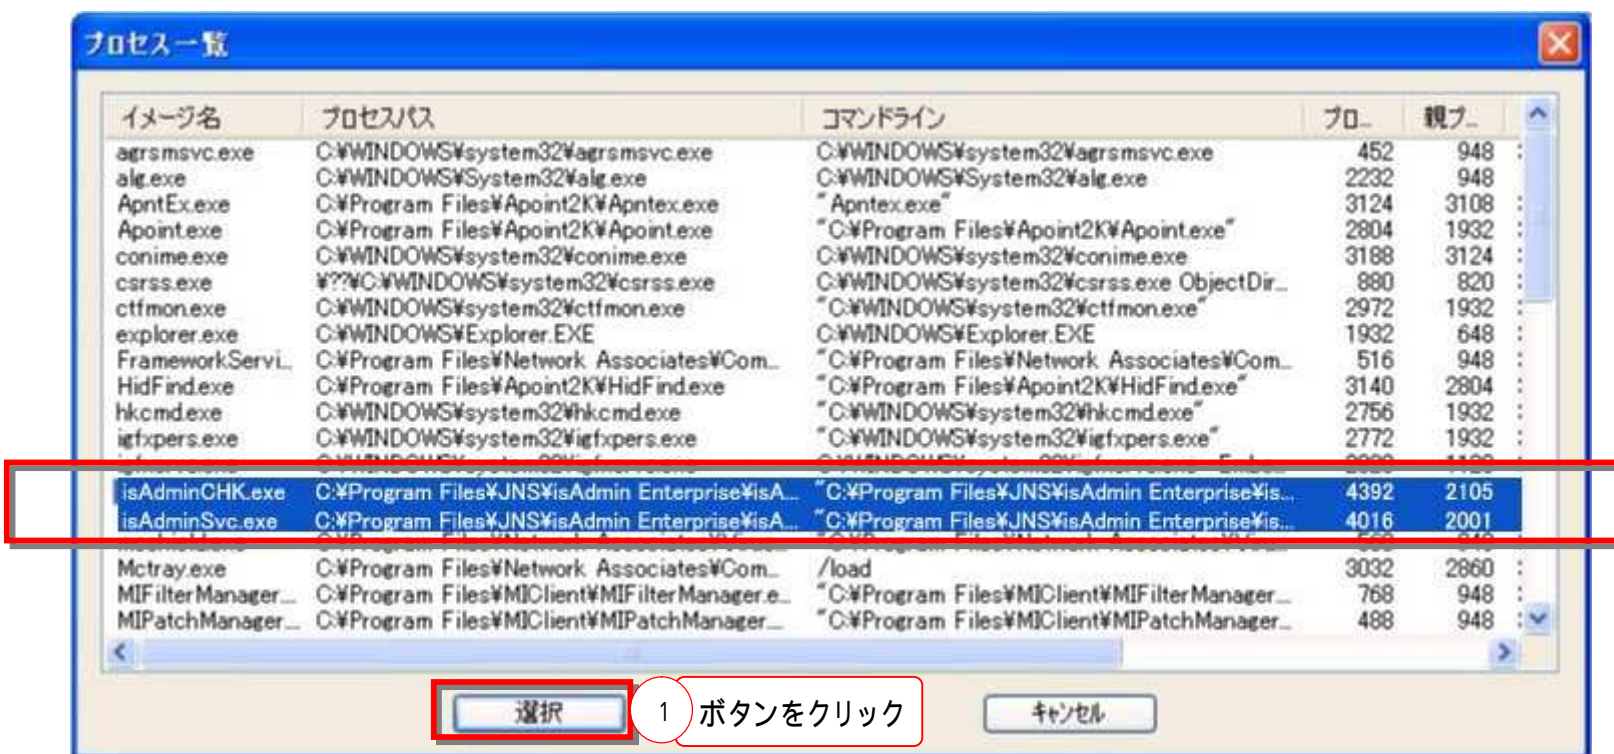 プロセス一覧
イメージ名 プロセスパス コマンドライン プロ... 親プ...
agrsmsvc.exe C:¥WINDOWS¥system32¥agrsmsvc.exe C:¥WINDOWS¥system32¥agrsmsvc.exe 452 948
alg.exe C:¥WINDOWS¥System32¥alg.exe C:¥WINDOWS¥System32¥alg.exe 2232 948
ApntEx.exe C:¥Program Files¥Apoint2K¥Apntex.exe "Apntex.exe" 3124 3108
Apoint.exe C:¥Program Files¥Apoint2K¥Apoint.exe "C:¥Program Files¥Apoint2K¥Apoint.exe" 2804 1932
conime.exe C:¥WINDOWS¥system32¥conime.exe C:¥WINDOWS¥system32¥conime.exe 3188 3124
csrss.exe ¥??¥C:¥WINDOWS¥system32¥csrss.exe C:¥WINDOWS¥system32¥csrss.exe ObjectDir... 880 820
ctfmon.exe C:¥WINDOWS¥system32¥ctfmon.exe "C:¥WINDOWS¥system32¥ctfmon.exe" 2972 1932
explorer.exe C:¥WINDOWS¥Explorer.EXE C:¥WINDOWS¥Explorer.EXE 1932 648
FrameworkServi... C:¥Program Files¥Network Associates¥Com... "C:¥Program Files¥Network Associates¥Com... 516 948
HidFind.exe C:¥Program Files¥Apoint2K¥HidFind.exe "C:¥Program Files¥Apoint2K¥HidFind.exe" 3140 2804
hkcmd.exe C:¥WINDOWS¥system32¥hkcmd.exe "C:¥WINDOWS¥system32¥hkcmd.exe" 2756 1932
igfxpers.exe C:¥WINDOWS¥system32¥igfxpers.exe "C:¥WINDOWS¥system32¥igfxpers.exe" 2772 1932
isAdminCHK.exe C:¥Program Files¥JNS¥isAdmin Enterprise¥isA... "C:¥Program Files¥JNS¥isAdmin Enterprise¥is... 4392 2105
isAdminSvc.exe C:¥Program Files¥JNS¥isAdmin Enterprise¥isA... "C:¥Program Files¥JNS¥isAdmin Enterprise¥is... 4016 2001
Mctray.exe C:¥Program Files¥Network Associates¥Com... /load 3032 2860
MIFilterManager... C:¥Program Files¥MIClient¥MIFilterManager.e... "C:¥Program Files¥MIClient¥MIFilterManager... 768 948
MIPatchManager... C:¥Program Files¥MIClient¥MIPatchManager... "C:¥Program Files¥MIClient¥MIPatchManager... 488 948
選択 1 ボタンをクリック キャンセル